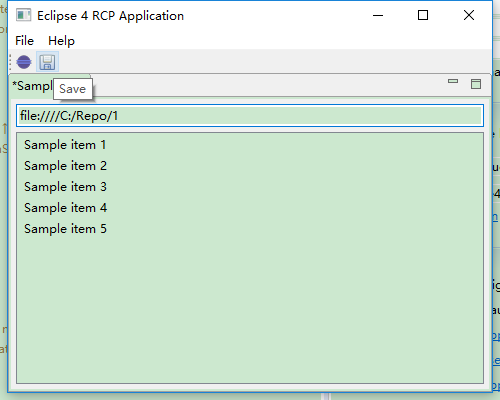 Eclipse 4 RCP Application
File Help
*Sampl
Save
file:////C:/Repo/1
Sample item 1
Sample item 2
Sample item 3
Sample item 4
Sample item 5